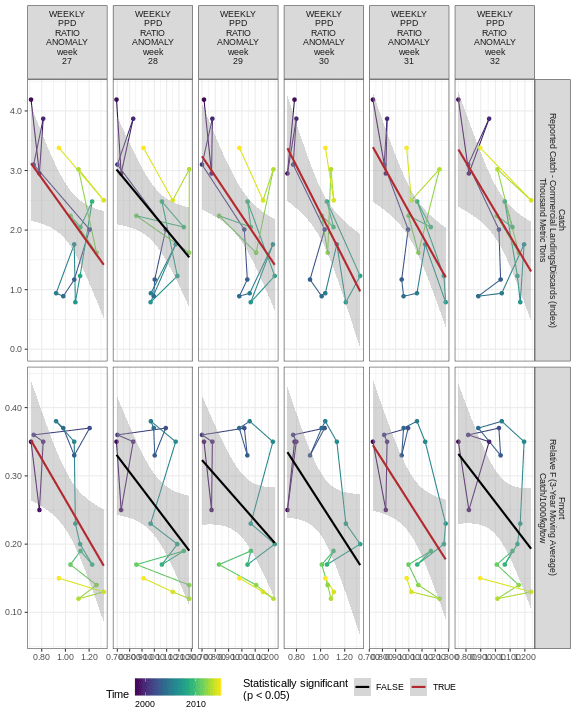 WEEKLY
PPD
RATIO
ANOMALY
week
27
WEEKLY
PPD
RATIO
ANOMALY
week
28
WEEKLY
PPD
RATIO
ANOMALY
week
29
WEEKLY
PPD
RATIO
ANOMALY
week
30
WEEKLY
PPD
RATIO
ANOMALY
week
31
WEEKLY
PPD
RATIO
ANOMALY
week
32
4.0
3.0
2.0
1.0
0.0
Catch
Reported Catch - Commercial Landings/Discards (Index)
Thousand Metric Tons
0.40
0.30
0.20
0.10
Fmort
Relative F (3-Year Moving Average)
Catch/1000/kg/tow
0.80 1.00 1.20
Time
2000 2010
Statistically significant
(p < 0.05)
FALSE
TRUE